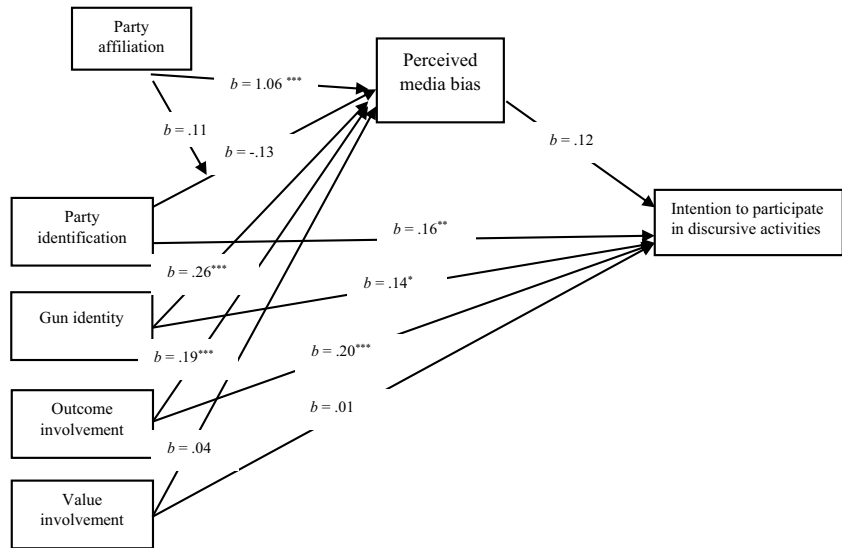 Party
affiliation
Perceived
media bias
b = 1.06 ***
b = .11
b = -.13
b = .12
Party
identification
Intention to participate
in discursive activities
b = .16**
b = .26***
b = .14*
Gun identity
b = .19***
b = .20***
Outcome
involvement
b = .01
b = .04
Value
involvement